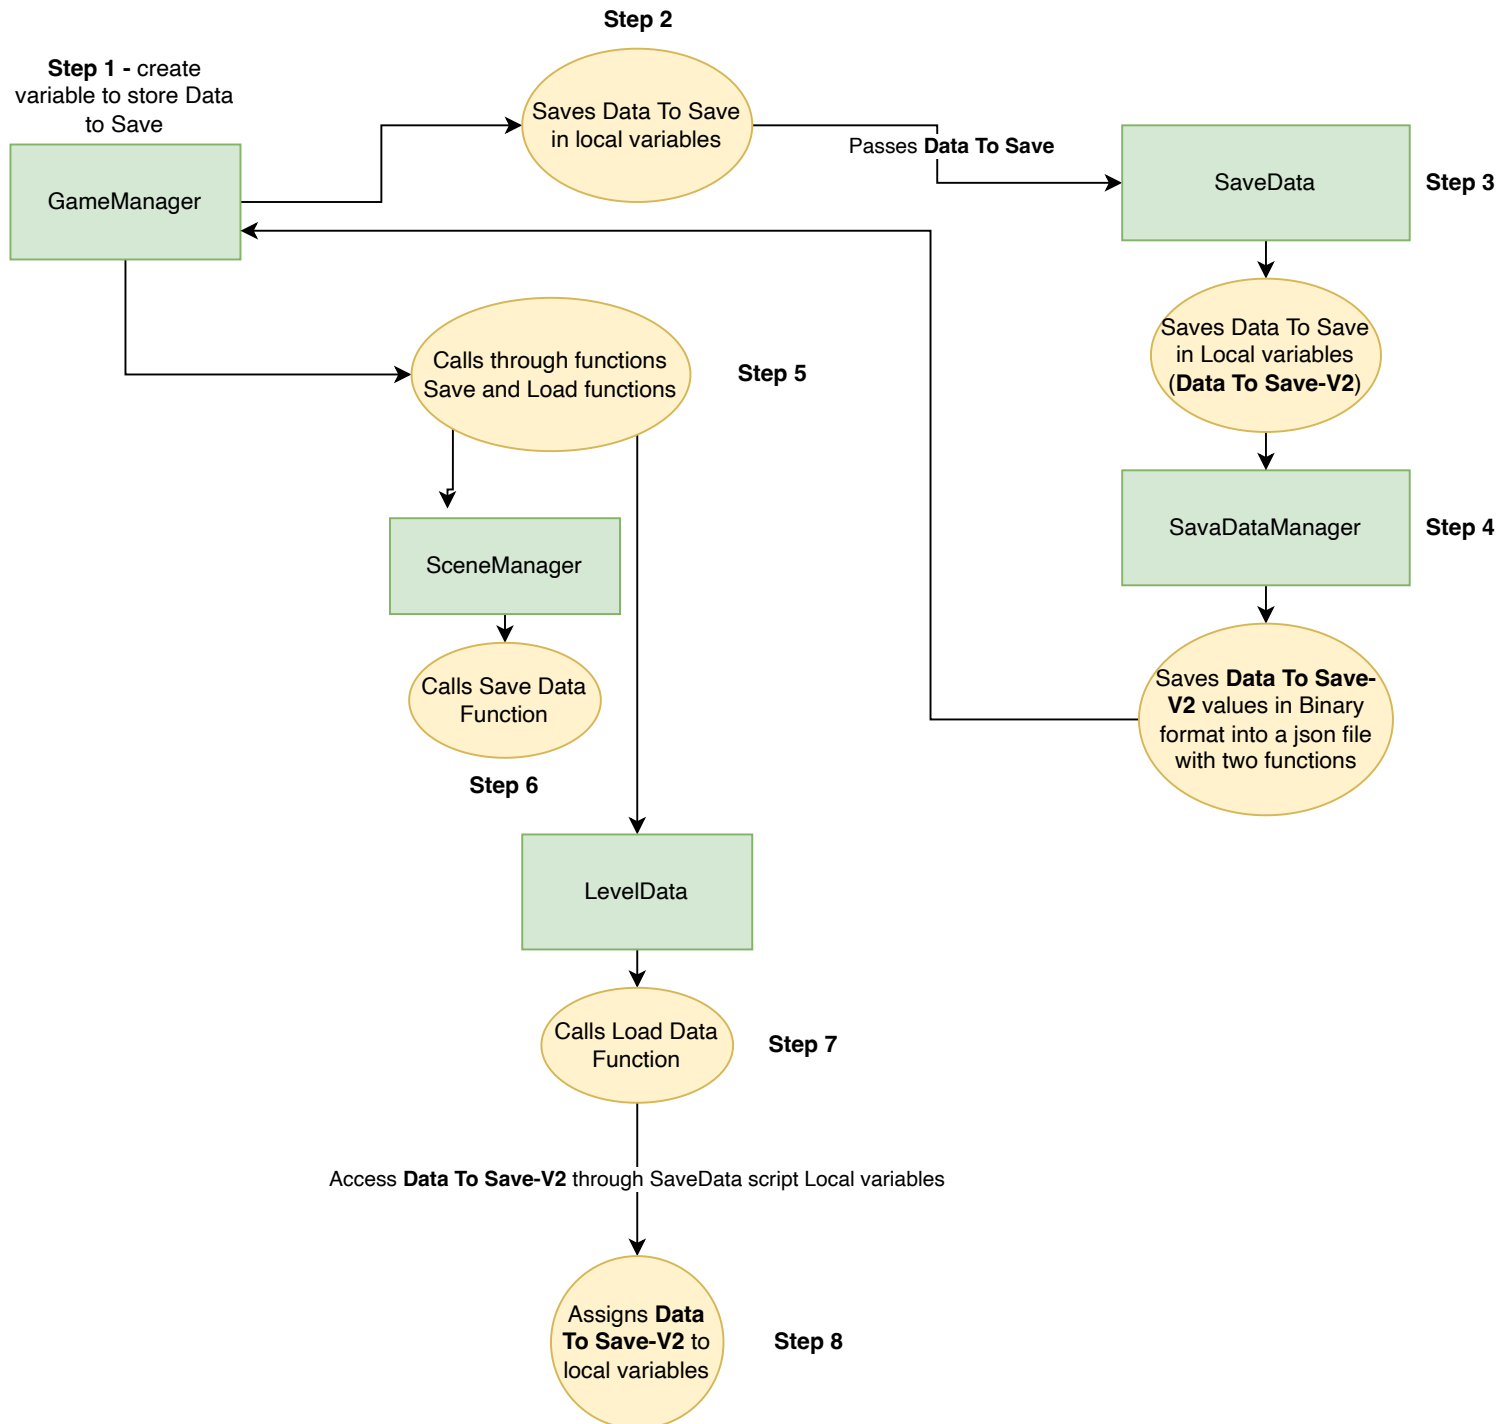 Step 2
Step 1 - create
variable to store Data
to Save
GameManager
Saves Data To Save
in local variables
Passes Data To Save
SaveData
Step 3
Saves Data To Save
in Local variables
(Data To Save-V2)
Calls through functions
Save and Load functions
Step 5
SavaDataManager
Step 4
SceneManager
Calls Save Data
Function
Step 6
Saves Data To Save-
V2 values in Binary
format into a json file
with two functions
LevelData
Calls Load Data
Function
Step 7
Access Data To Save-V2 through SaveData script Local variables
Assigns Data
To Save-V2 to
local variables
Step 8